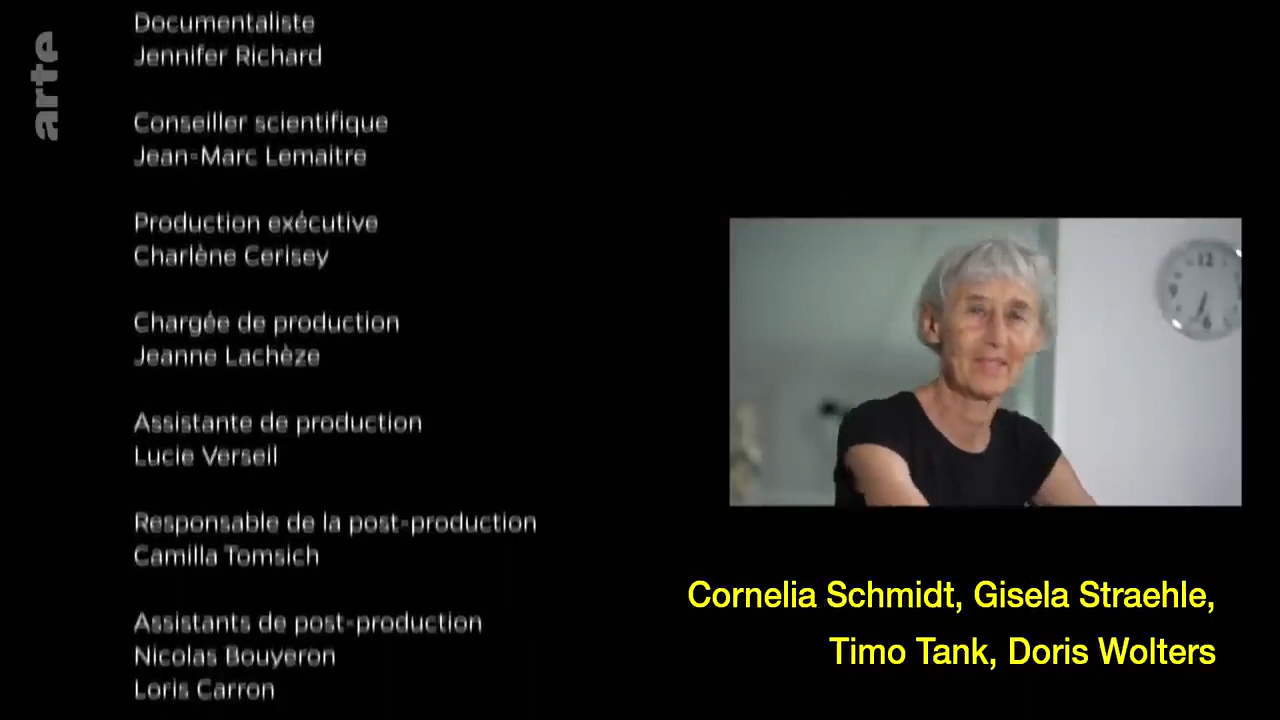 arte
Documentaliste
Jennifer Richard
Conseiller scientifique
Jean-Marc Lemaitre
Production exécutive
Charlène Cerisey
Chargée de production
Jeanne Lachèze
Assistante de production
Lucie Verseil
Responsable de la post-production
Camilla Tomsich
Assistants de post-production
Nicolas Bouyeron
Loris Carron
12
Cornelia Schmidt, Gisela Straehle,
Timo Tank, Doris Wolters